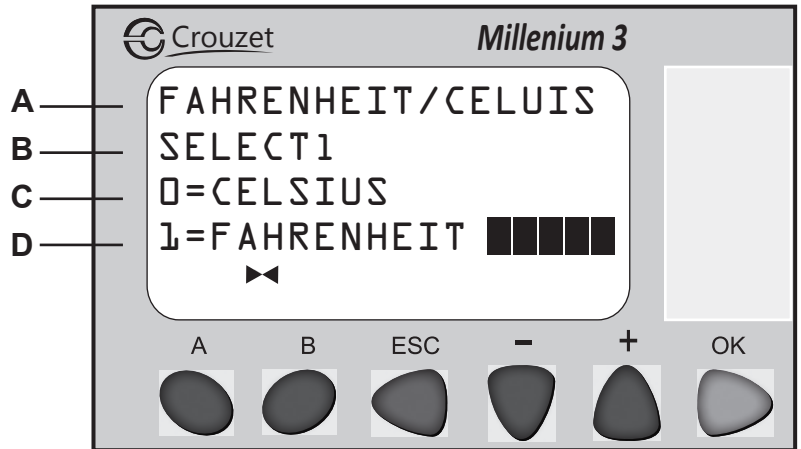 Crouzet Millenium 3
A FAHRENHEIT/CELUIS
B SELECT1
C 0=CELSIUS
D 1=FAHRENHEIT
A B ESC - + OK